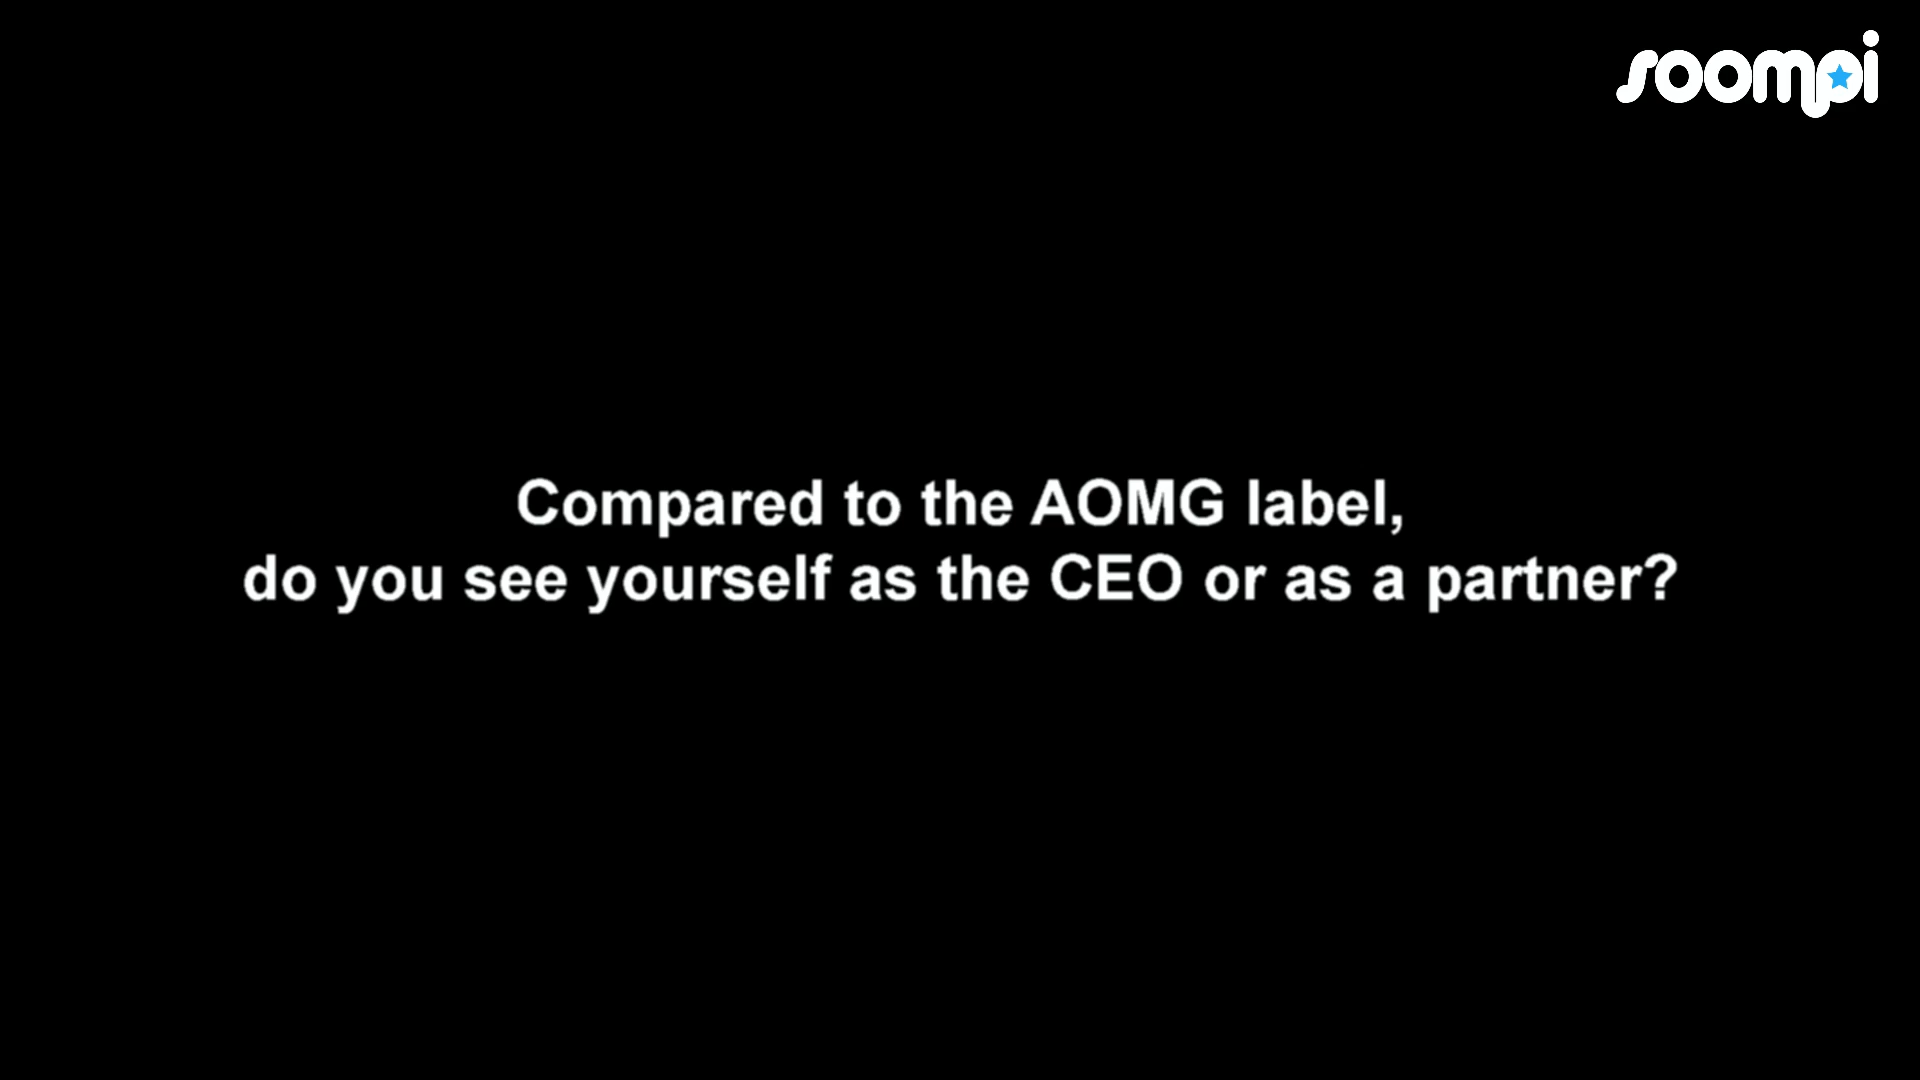 soompi
Compared to the AOMG label,
do you see yourself as the CEO or as a partner?